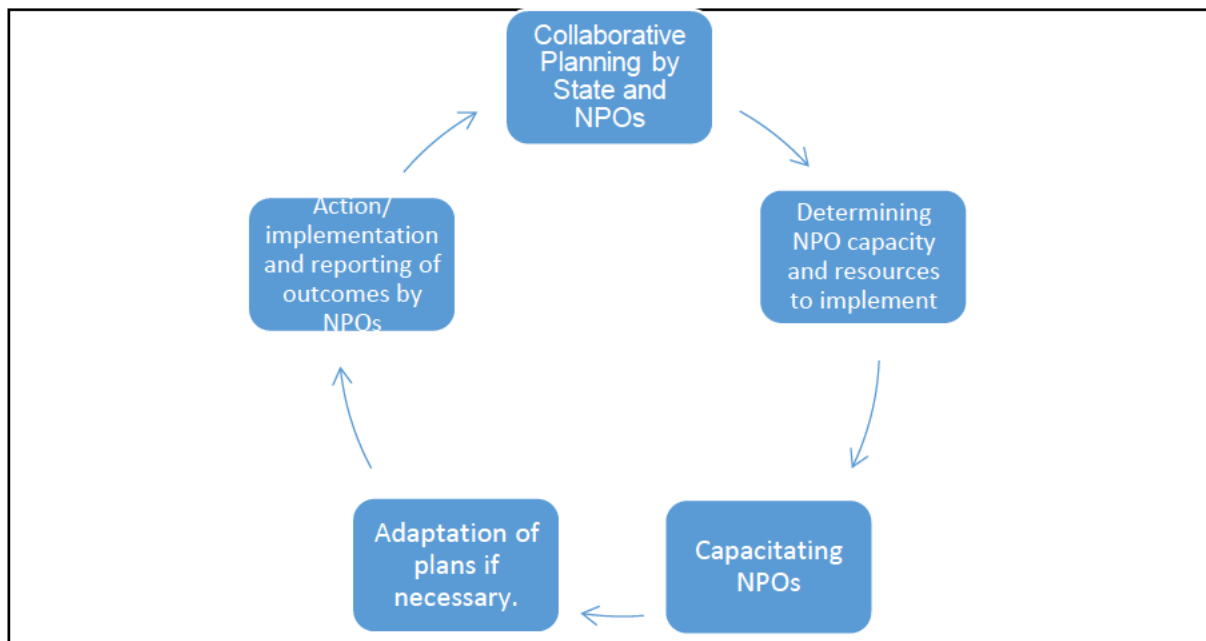 Collaborative
Planning by
State and
NPOs
Determining
NPO capacity
and resources
to implement
Capacitating
NPOs
Adaptation of
plans if
necessary.
Action/
implementation
and reporting of
outcomes by
NPOs